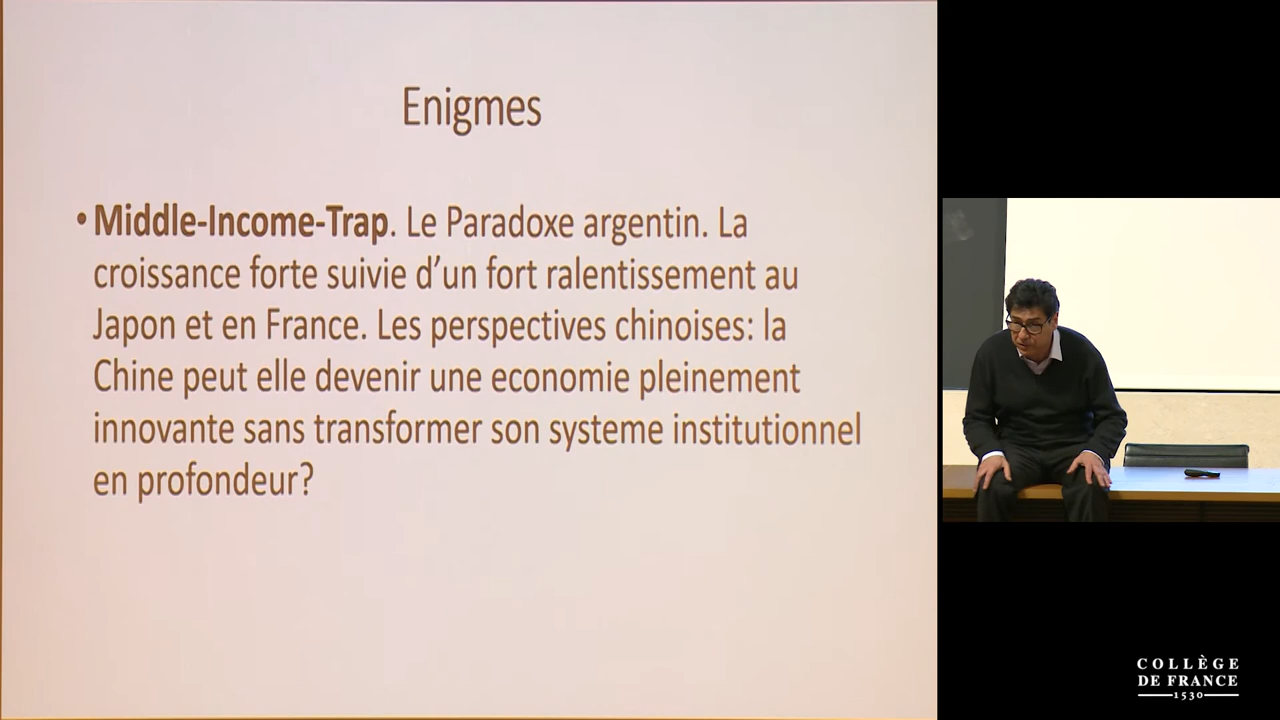 Enigmes
• Middle-Income-Trap. Le Paradoxe argentin. La
croissance forte suivie d’un fort ralentissement au
Japon et en France. Les perspectives chinoises: la
Chine peut elle devenir une economie pleinement
innovante sans transformer son systeme institutionnel
en profondeur?
COLLÈGE
DE FRANCE
1530